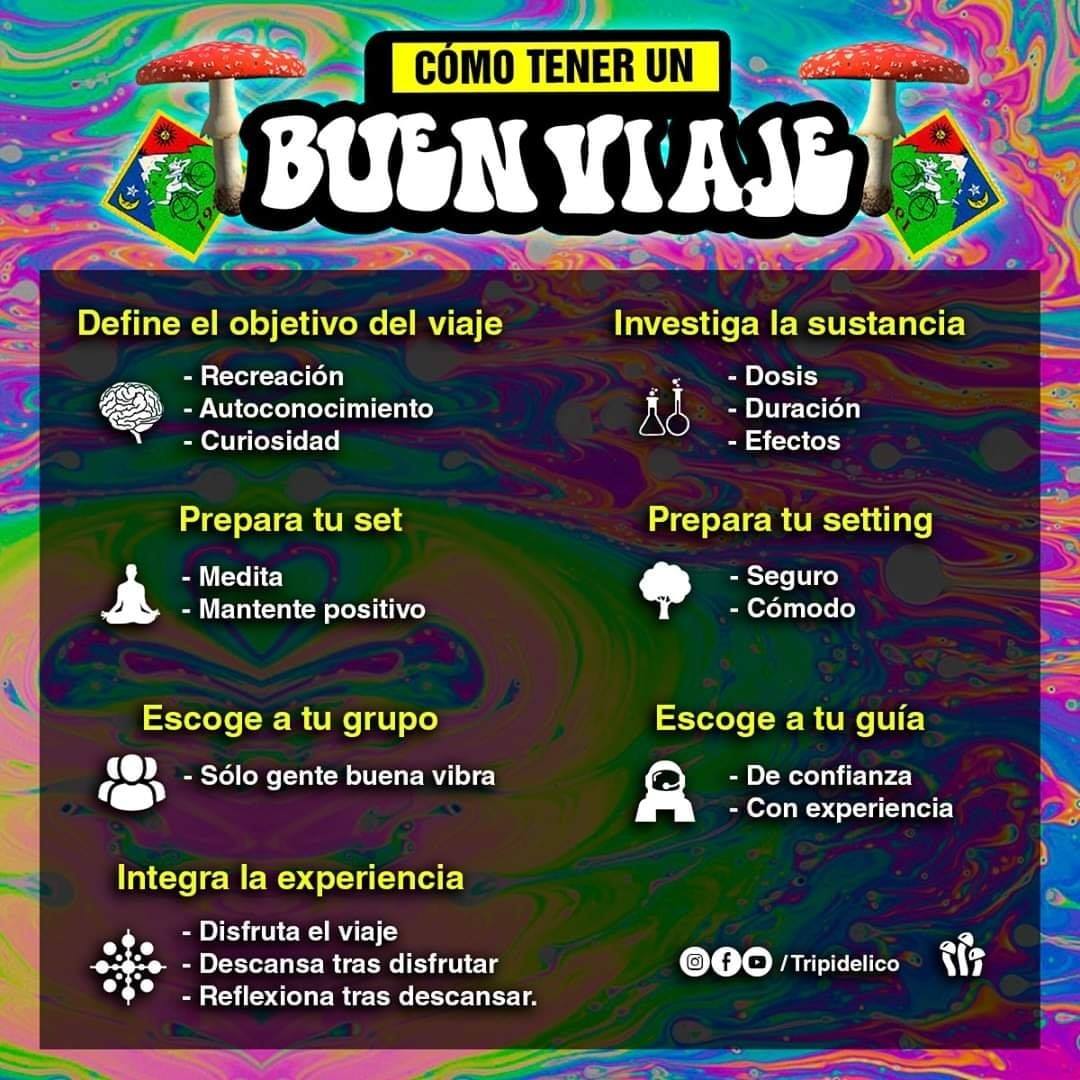 CÓMO TENER UN
BUEN VIAJE
Define el objetivo del viaje
- Recreación
- Autoconocimiento
- Curiosidad
Investiga la sustancia
- Dosis
- Duración
- Efectos
Prepara tu set
- Medita
- Mantente positivo
Prepara tu setting
- Seguro
- Cómodo
Escoge a tu grupo
- Sólo gente buena vibra
Escoge a tu guía
- De confianza
- Con experiencia
Integra la experiencia
- Disfruta el viaje
- Descansa tras disfrutar
- Reflexiona tras descansar.
/Tripidelico